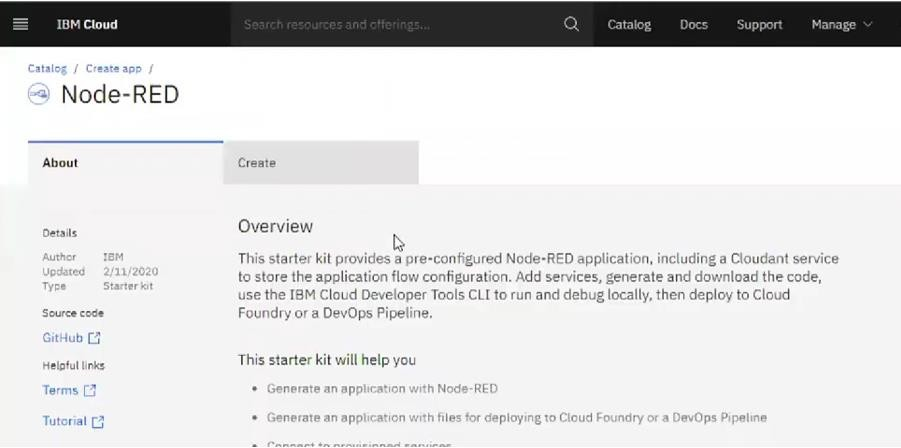 IBM Cloud
Search resources and offerings...
Catalog
Docs
Support
Manage
Catalog / Create app /
Node-RED
About
Create
Details
Author IBM
Updated 2/11/2020
Type Starter kit
Source code
GitHub
Helpful links
Terms
Tutorial
Overview
This starter kit provides a pre-configured Node-RED application, including a Cloudant service
to store the application flow configuration. Add services, generate and download the code,
use the IBM Cloud Developer Tools CLI to run and debug locally, then deploy to Cloud
Foundry or a DevOps Pipeline.
This starter kit will help you
• Generate an application with Node-RED
• Generate an application with files for deploying to Cloud Foundry or a DevOps Pipeline
• Connect to provisioned services